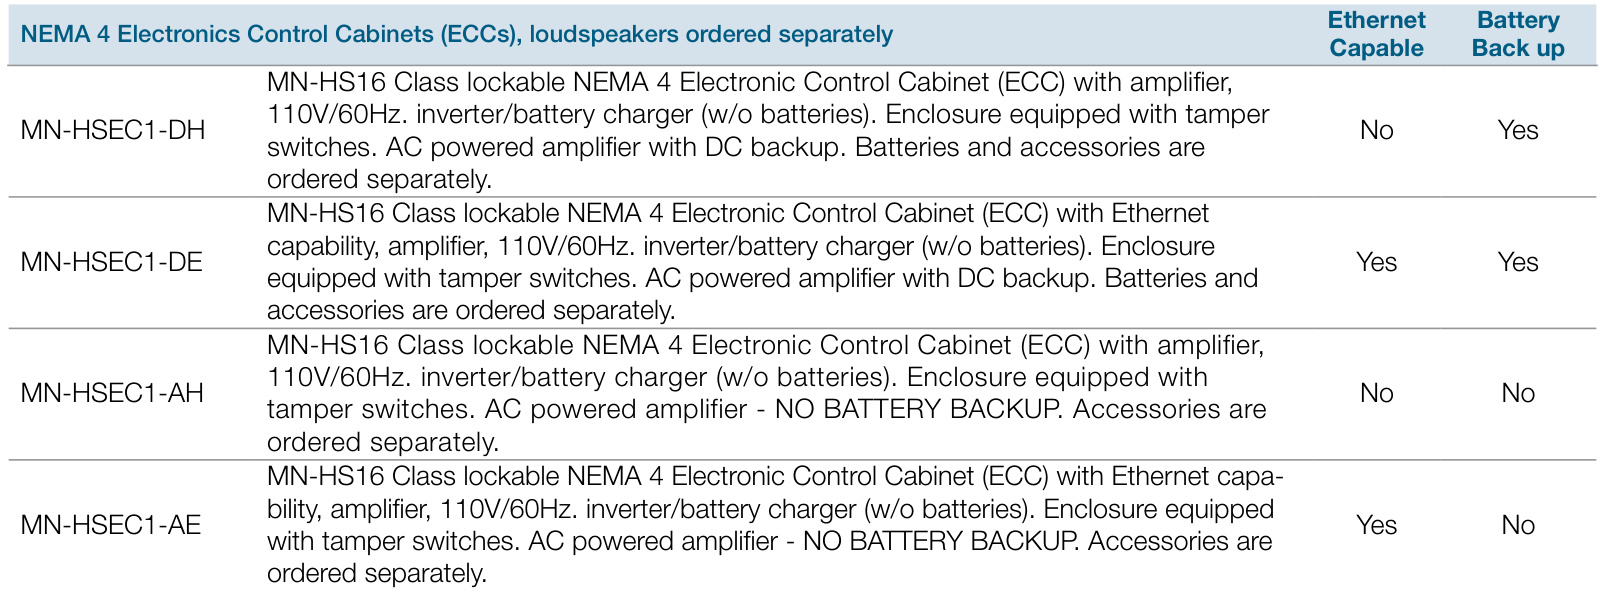 NEMA 4 Electronics Control Cabinets (ECCs), loudspeakers ordered separately
Ethernet
Capable
Battery
Back up
MN-HSEC1-DH
MN-HS16 Class lockable NEMA 4 Electronic Control Cabinet (ECC) with amplifier,
110V/60Hz. inverter/battery charger (w/o batteries). Enclosure equipped with tamper
switches. AC powered amplifier with DC backup. Batteries and accessories are
ordered separately.
No
Yes
MN-HSEC1-DE
MN-HS16 Class lockable NEMA 4 Electronic Control Cabinet (ECC) with Ethernet
capability, amplifier, 110V/60Hz. inverter/battery charger (w/o batteries). Enclosure
equipped with tamper switches. AC powered amplifier with DC backup. Batteries and
accessories are ordered separately.
Yes
Yes
MN-HSEC1-AH
MN-HS16 Class lockable NEMA 4 Electronic Control Cabinet (ECC) with amplifier,
110V/60Hz. inverter/battery charger (w/o batteries). Enclosure equipped with
tamper switches. AC powered amplifier - NO BATTERY BACKUP. Accessories are
ordered separately.
No
No
MN-HSEC1-AE
MN-HS16 Class lockable NEMA 4 Electronic Control Cabinet (ECC) with Ethernet capa-
bility, amplifier, 110V/60Hz. inverter/battery charger (w/o batteries). Enclosure equipped
with tamper switches. AC powered amplifier - NO BATTERY BACKUP. Accessories are
ordered separately.
Yes
No